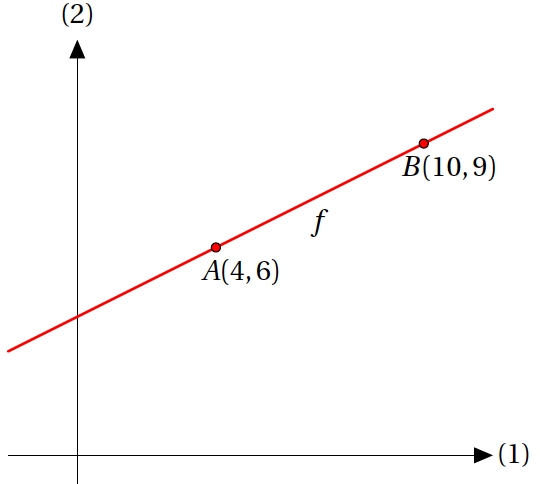 (2)
B(10, 9)
f
A(4, 6)
(1)